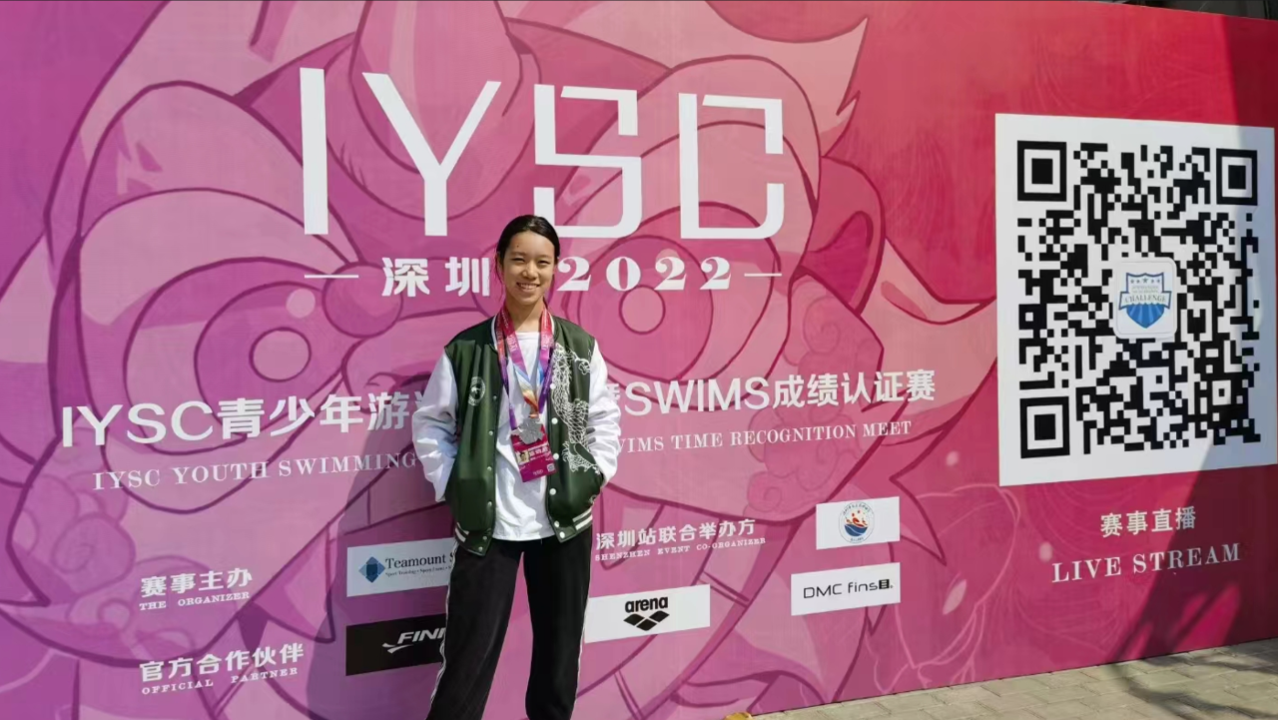 IYSC
深圳 2022
IYSC青少年游 SWIMS成绩认证赛
IYSC YOUTH SWIMMING TIME RECOGNITION MEET
赛事主办
THE ORGANIZER
Teamount
深圳站联合举办方
SHENZHEN EVENT CO-ORGANIZER
官方合作伙伴
OFFICIAL PARTNER
arena
DMC fins
CHALLENGE
赛事直播
LIVE STREAM